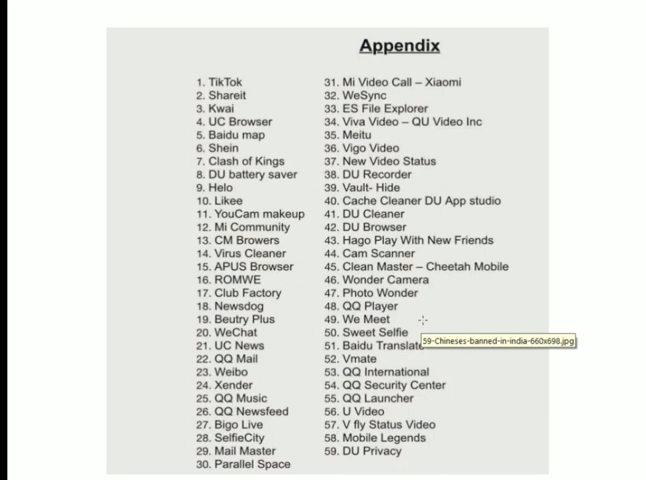 Appendix
1. TikTok
2. Shareit
3. Kwai
4. UC Browser
5. Baidu map
6. Shein
7. Clash of Kings
8. DU battery saver
9. Helo
10. Likee
11. YouCam makeup
12. Mi Community
13. CM Browers
14. Virus Cleaner
15. APUS Browser
16. ROMWE
17. Club Factory
18. Newsdog
19. Beutry Plus
20. WeChat
21. UC News
22. QQ Mail
23. Weibo
24. Xender
25. QQ Music
26. QQ Newsfeed
27. Bigo Live
28. SelfieCity
29. Mail Master
30. Parallel Space
31. Mi Video Call – Xiaomi
32. WeSync
33. ES File Explorer
34. Viva Video – QU Video Inc
35. Meitu
36. Vigo Video
37. New Video Status
38. DU Recorder
39. Vault- Hide
40. Cache Cleaner DU App studio
41. DU Cleaner
42. DU Browser
43. Hago Play With New Friends
44. Cam Scanner
45. Clean Master – Cheetah Mobile
46. Wonder Camera
47. Photo Wonder
48. QQ Player
49. We Meet
50. Sweet Selfie
51. Baidu Translate
52. Vmate
53. QQ International
54. QQ Security Center
55. QQ Launcher
56. U Video
57. V fly Status Video
58. Mobile Legends
59. DU Privacy
59-Chineses-banned-in-india-660x698.jpg